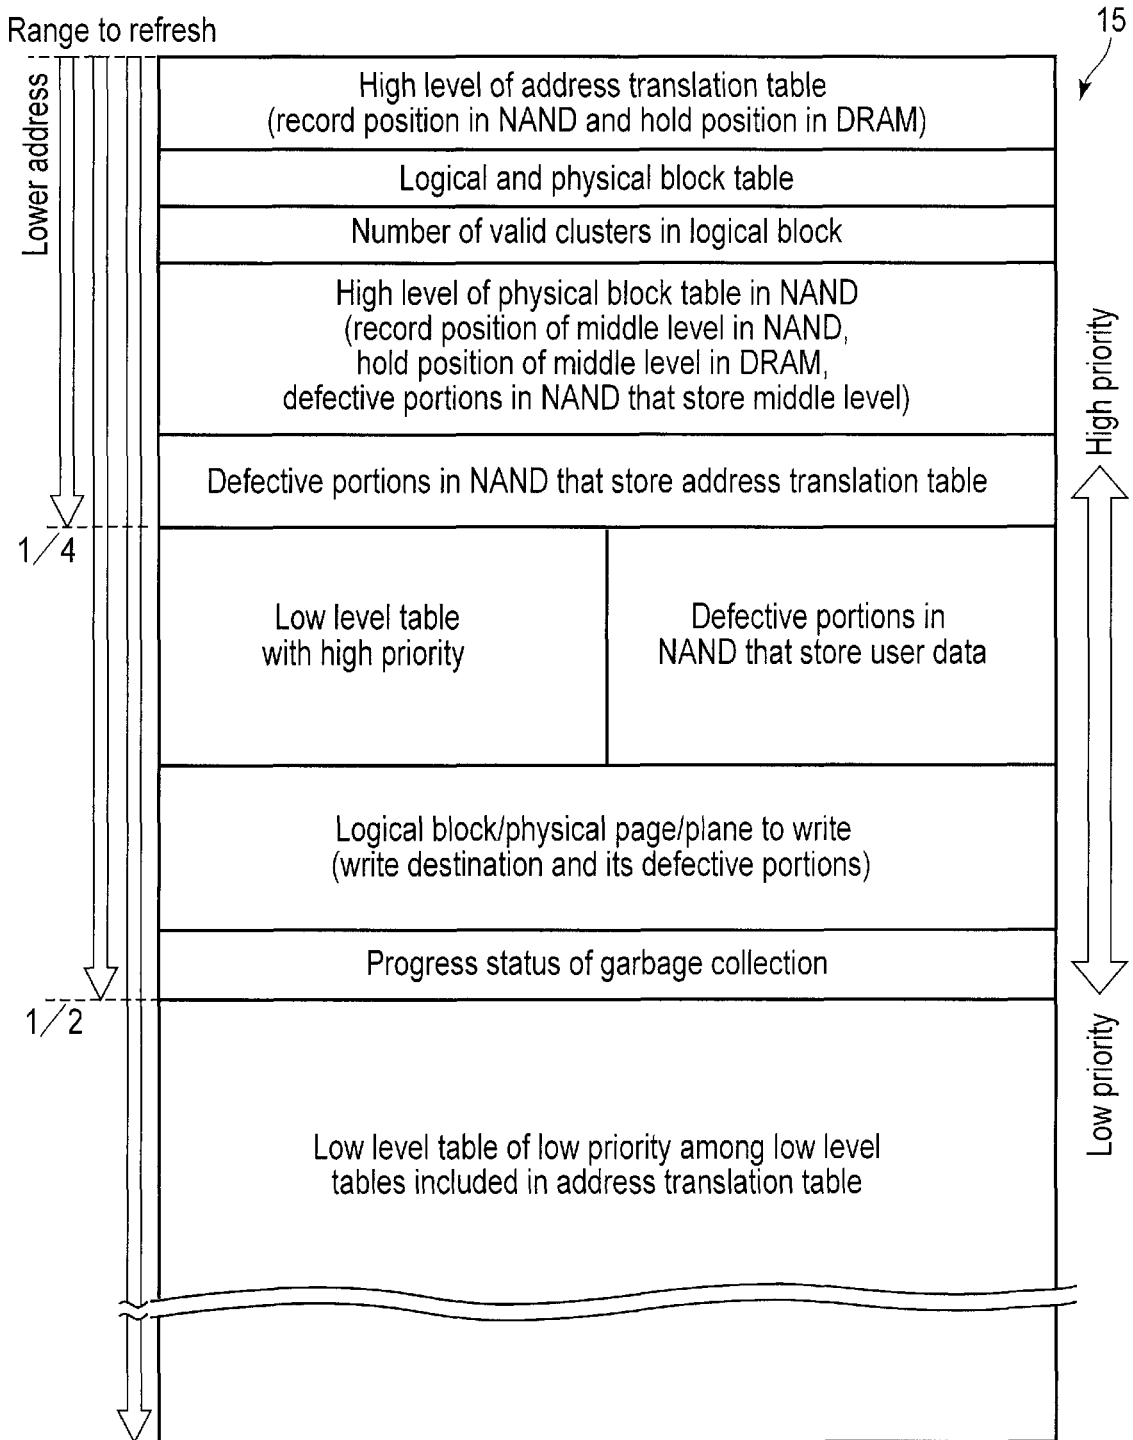 Range to refresh
15
Lower address
High level of address translation table
(record position in NAND and hold position in DRAM)
Logical and physical block table
Number of valid clusters in logical block
High level of physical block table in NAND
(record position of middle level in NAND,
hold position of middle level in DRAM,
defective portions in NAND that store middle level)
High priority
Defective portions in NAND that store address translation table
1/4
Low level table
with high priority
Defective portions in
NAND that store user data
Logical block/physical page/plane to write
(write destination and its defective portions)
Progress status of garbage collection
1/2
Low priority
Low level table of low priority among low level
tables included in address translation table